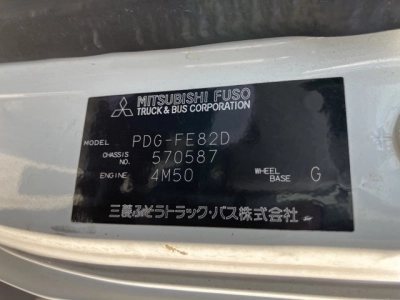 MITSUBISHI FUSO
TRUCK & BUS CORPORATION
MODEL PDG-FE82D
CHASSIS NO. 570587
ENGINE 4M50 WHEEL BASE G
三菱ふそうトラック・バス株式会社